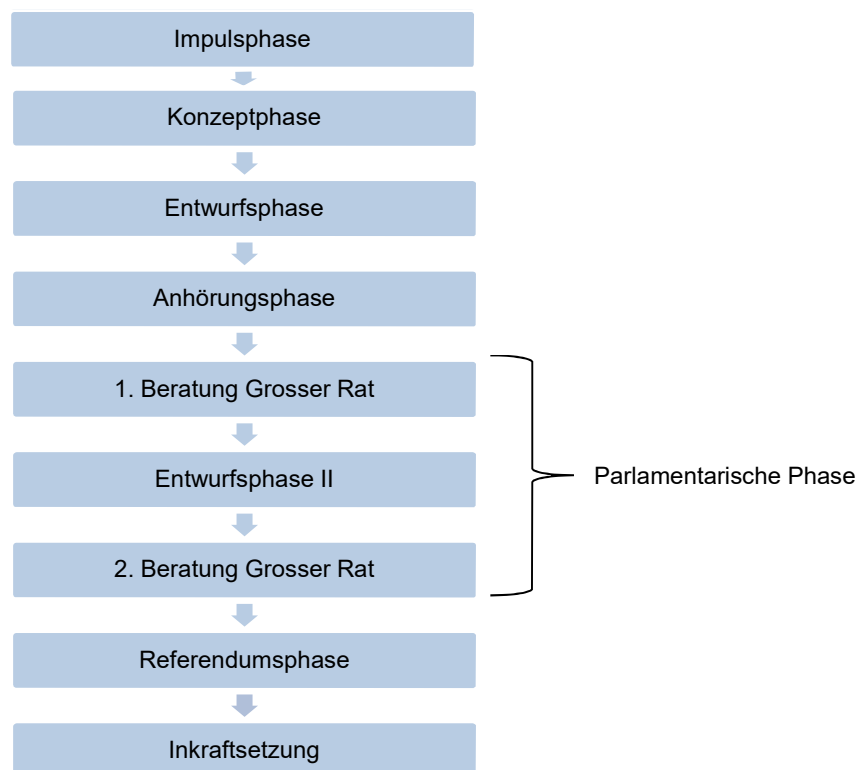 Impulsphase
Konzeptphase
Entwurfsphase
Anhörungsphase
1. Beratung Grosser Rat
Entwurfsphase II
Parlamentarische Phase
2. Beratung Grosser Rat
Referendumsphase
Inkraftsetzung